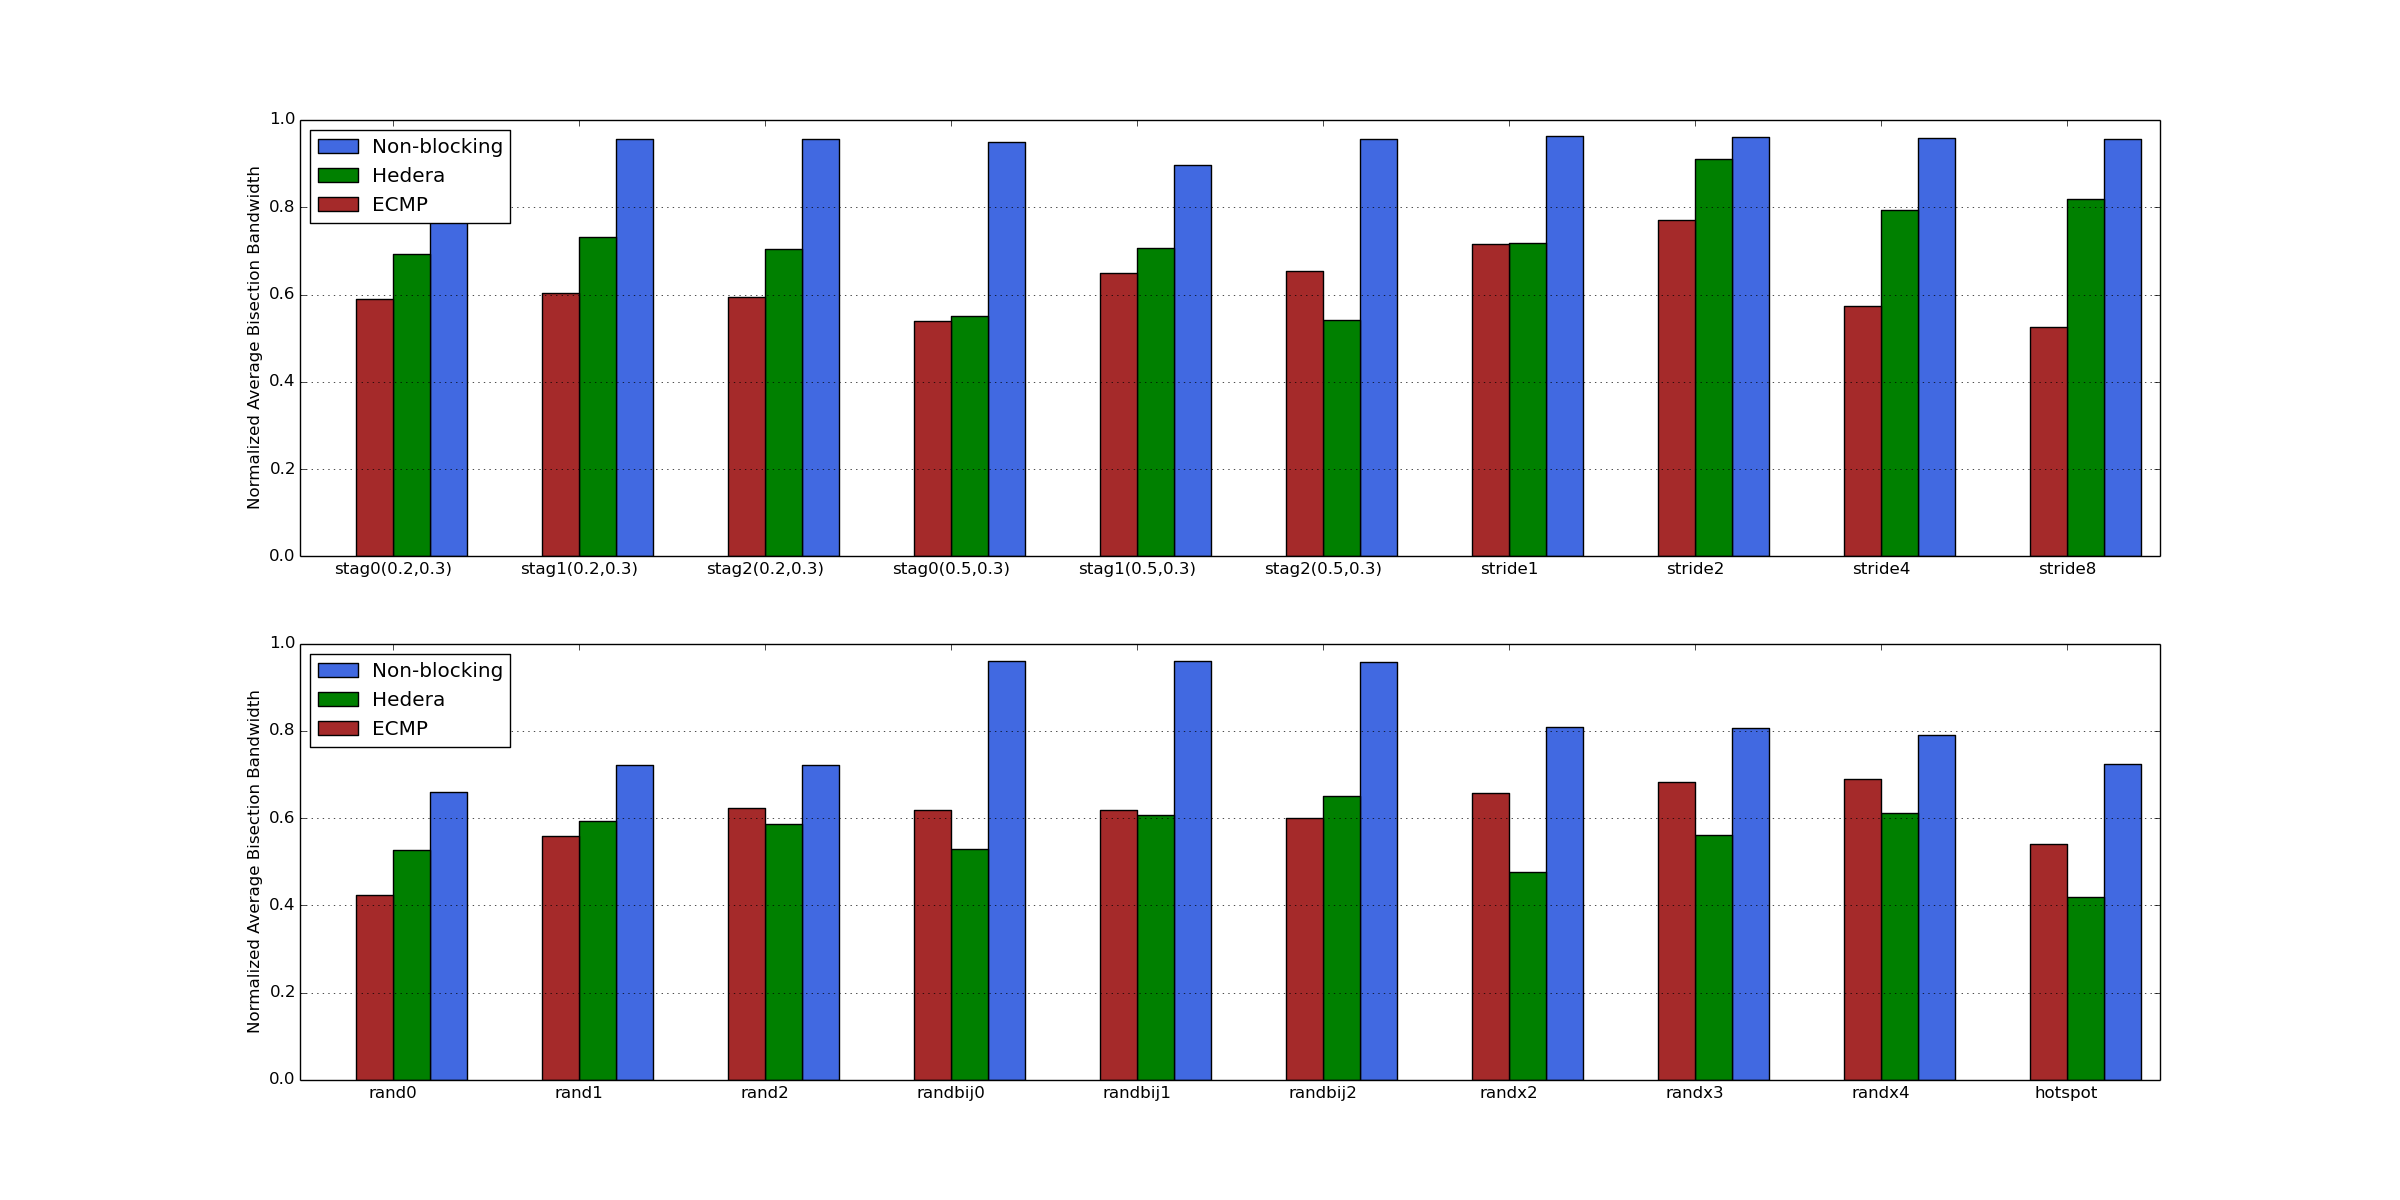 Normalized Average Bisection Bandwidth
1.0
0.8
0.6
0.4
0.2
0.0
Non-blocking
Hedera
ECMP
stag0(0.2,0.3) stag1(0.2,0.3) stag2(0.2,0.3) stag0(0.5,0.3) stag1(0.5,0.3) stag2(0.5,0.3) stride1 stride2 stride4 stride8
Normalized Average Bisection Bandwidth
1.0
0.8
0.6
0.4
0.2
0.0
Non-blocking
Hedera
ECMP
rand0 rand1 rand2 randbij0 randbij1 randbij2 randx2 randx3 randx4 hotspot